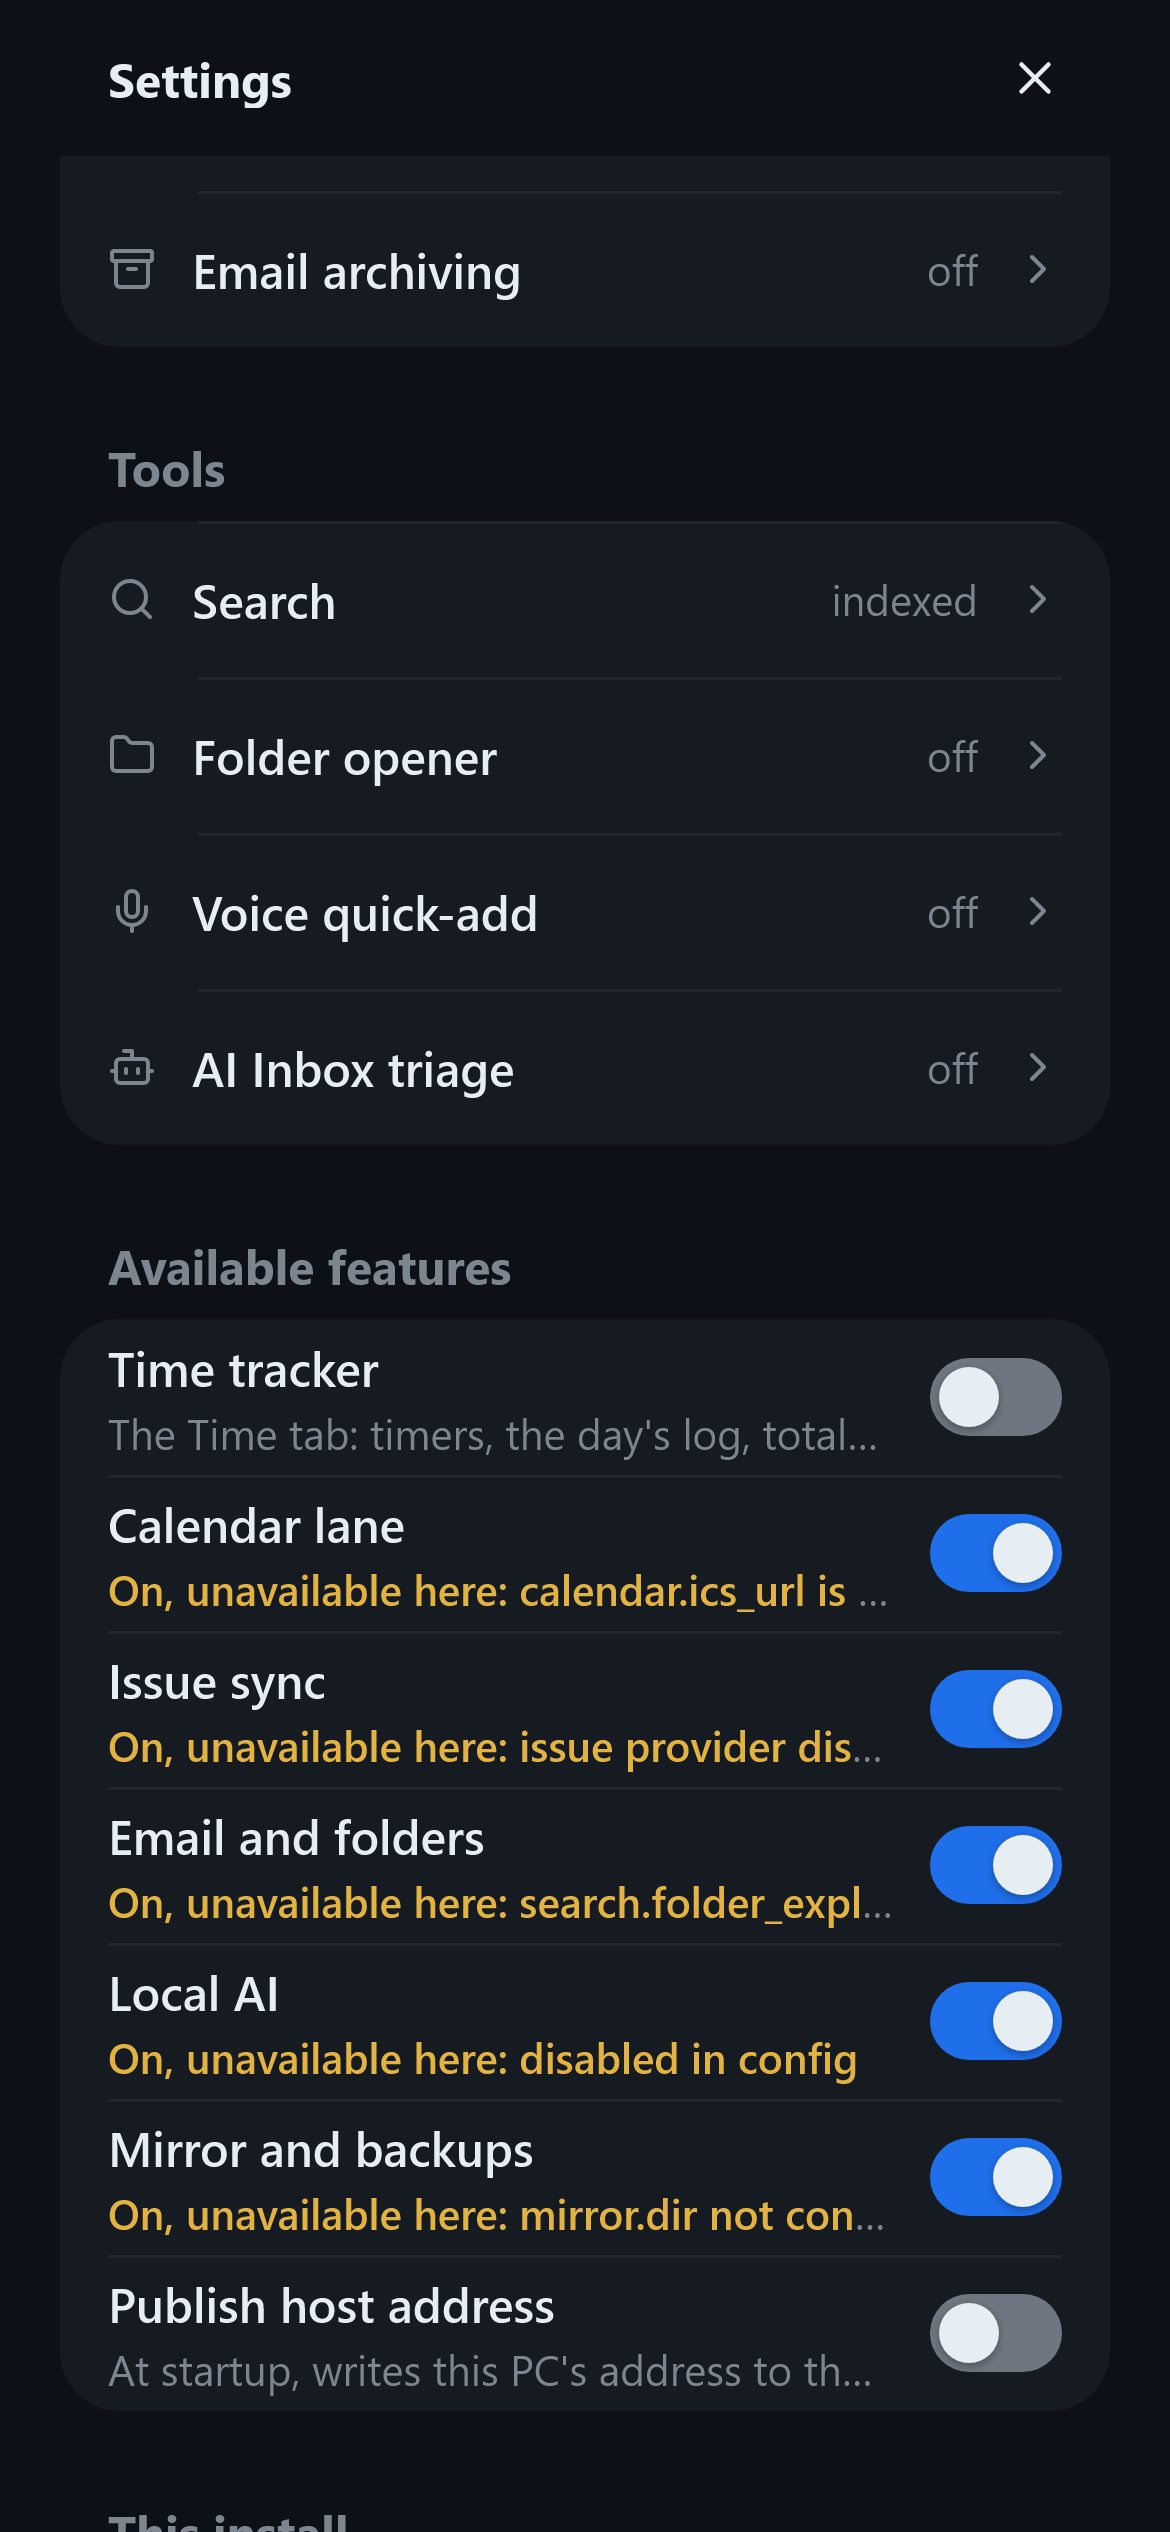 Settings
Email archiving
off
Tools
Search
indexed
Folder opener
off
Voice quick-add
off
AI Inbox triage
off
Available features
Time tracker
The Time tab: timers, the day's log, total...
Calendar lane
On, unavailable here: calendar.ics_url is ...
Issue sync
On, unavailable here: issue provider dis...
Email and folders
On, unavailable here: search.folder_expl...
Local AI
On, unavailable here: disabled in config
Mirror and backups
On, unavailable here: mirror.dir not con...
Publish host address
At startup, writes this PC's address to th...
This install